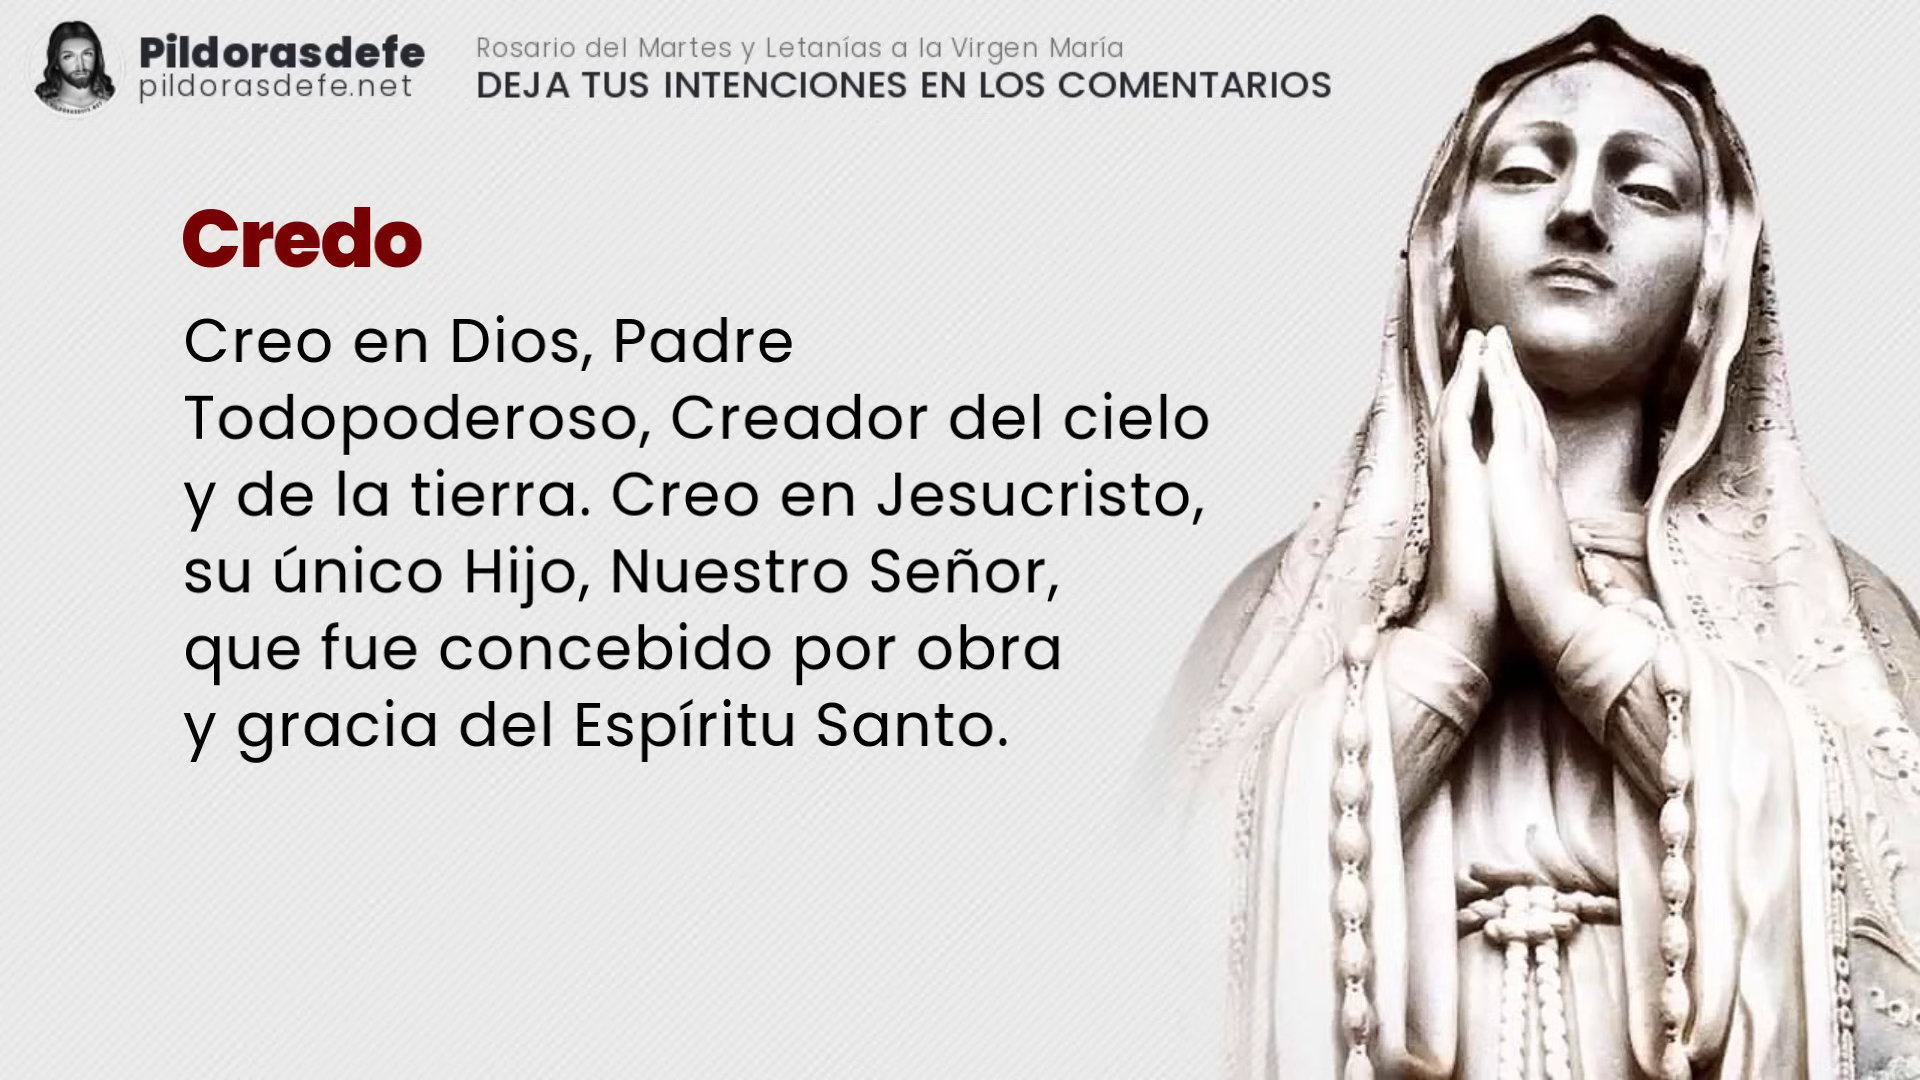 Pildorasdefe
pildorasdefe.net
Rosario del Martes y Letanías a la Virgen María
DEJA TUS INTENCIONES EN LOS COMENTARIOS
Credo
Creo en Dios, Padre
Todopoderoso, Creador del cielo
y de la tierra. Creo en Jesucristo,
su único Hijo, Nuestro Señor,
que fue concebido por obra
y gracia del Espíritu Santo.